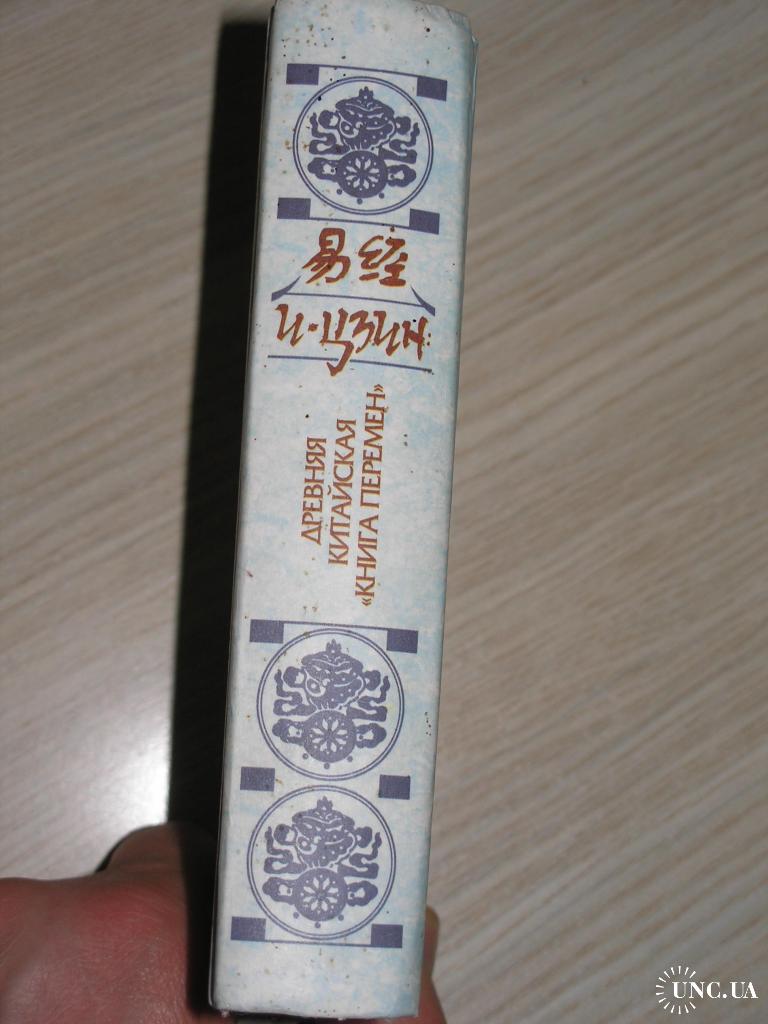 易经
И·ЦЗИН:
ДРЕВНЯЯ
КИТАЙСКАЯ
«КНИГА ПЕРЕМЕН»
UNC.UA